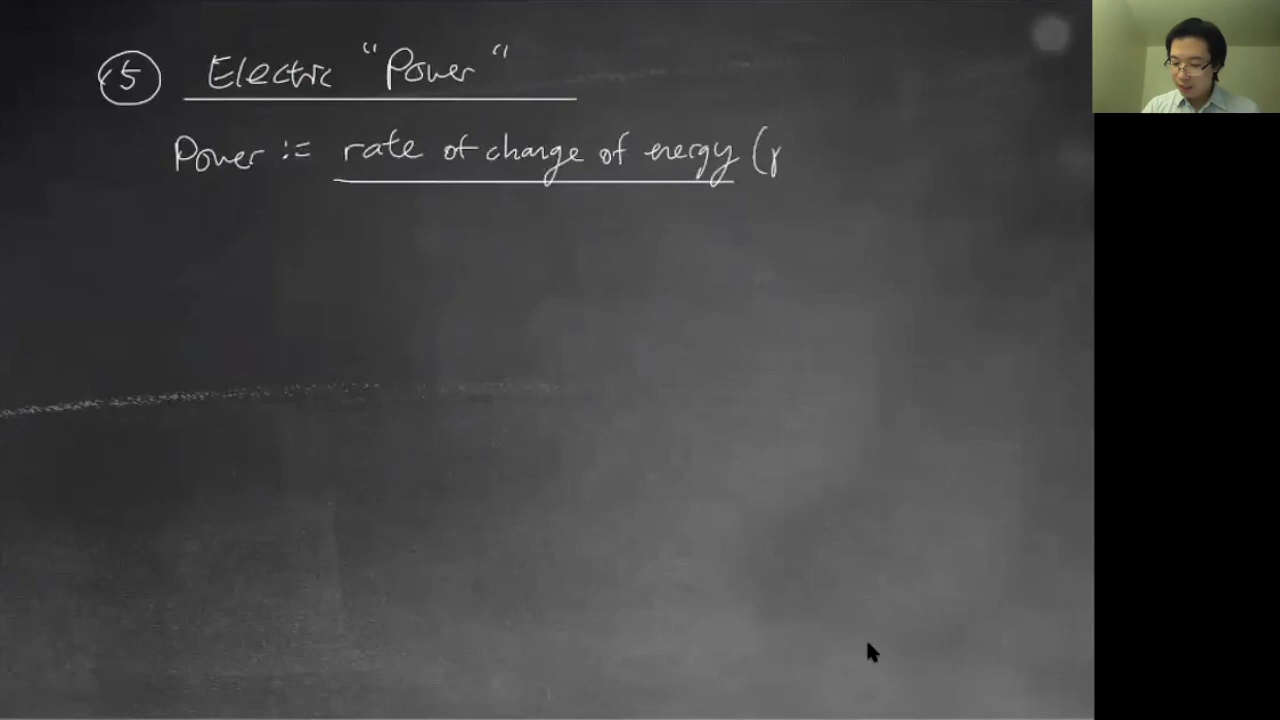 5 Electric "Power"
Power := rate of change of energy (